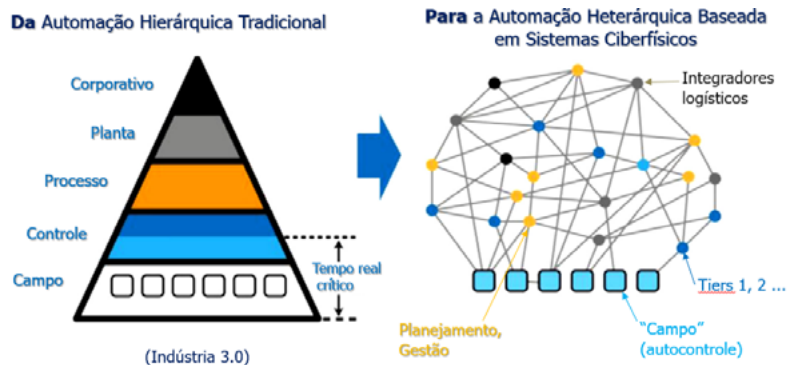 Da Automação Hierárquica Tradicional
Corporativo
Planta
Processo
Controle
Campo
Tempo real
crítico
(Indústria 3.0)
Para a Automação Heterárquica Baseada
em Sistemas Ciberfísicos
Integradores
logísticos
Tiers 1, 2 ...
Planejamento,
Gestão
"Campo"
(autocontrole)